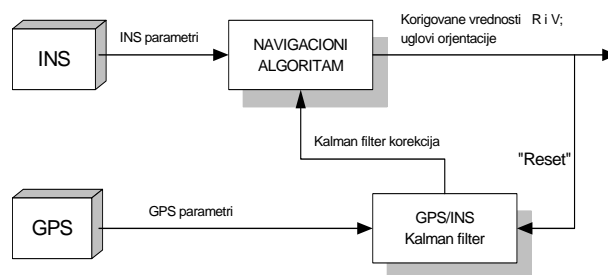 INS
INS parametri
NAVIGACIONI
ALGORITAM
Korigovane vrednosti R i V;
uglovi orjentacije
Kalman filter korekcija
"Reset"
GPS
GPS parametri
GPS/INS
Kalman filter